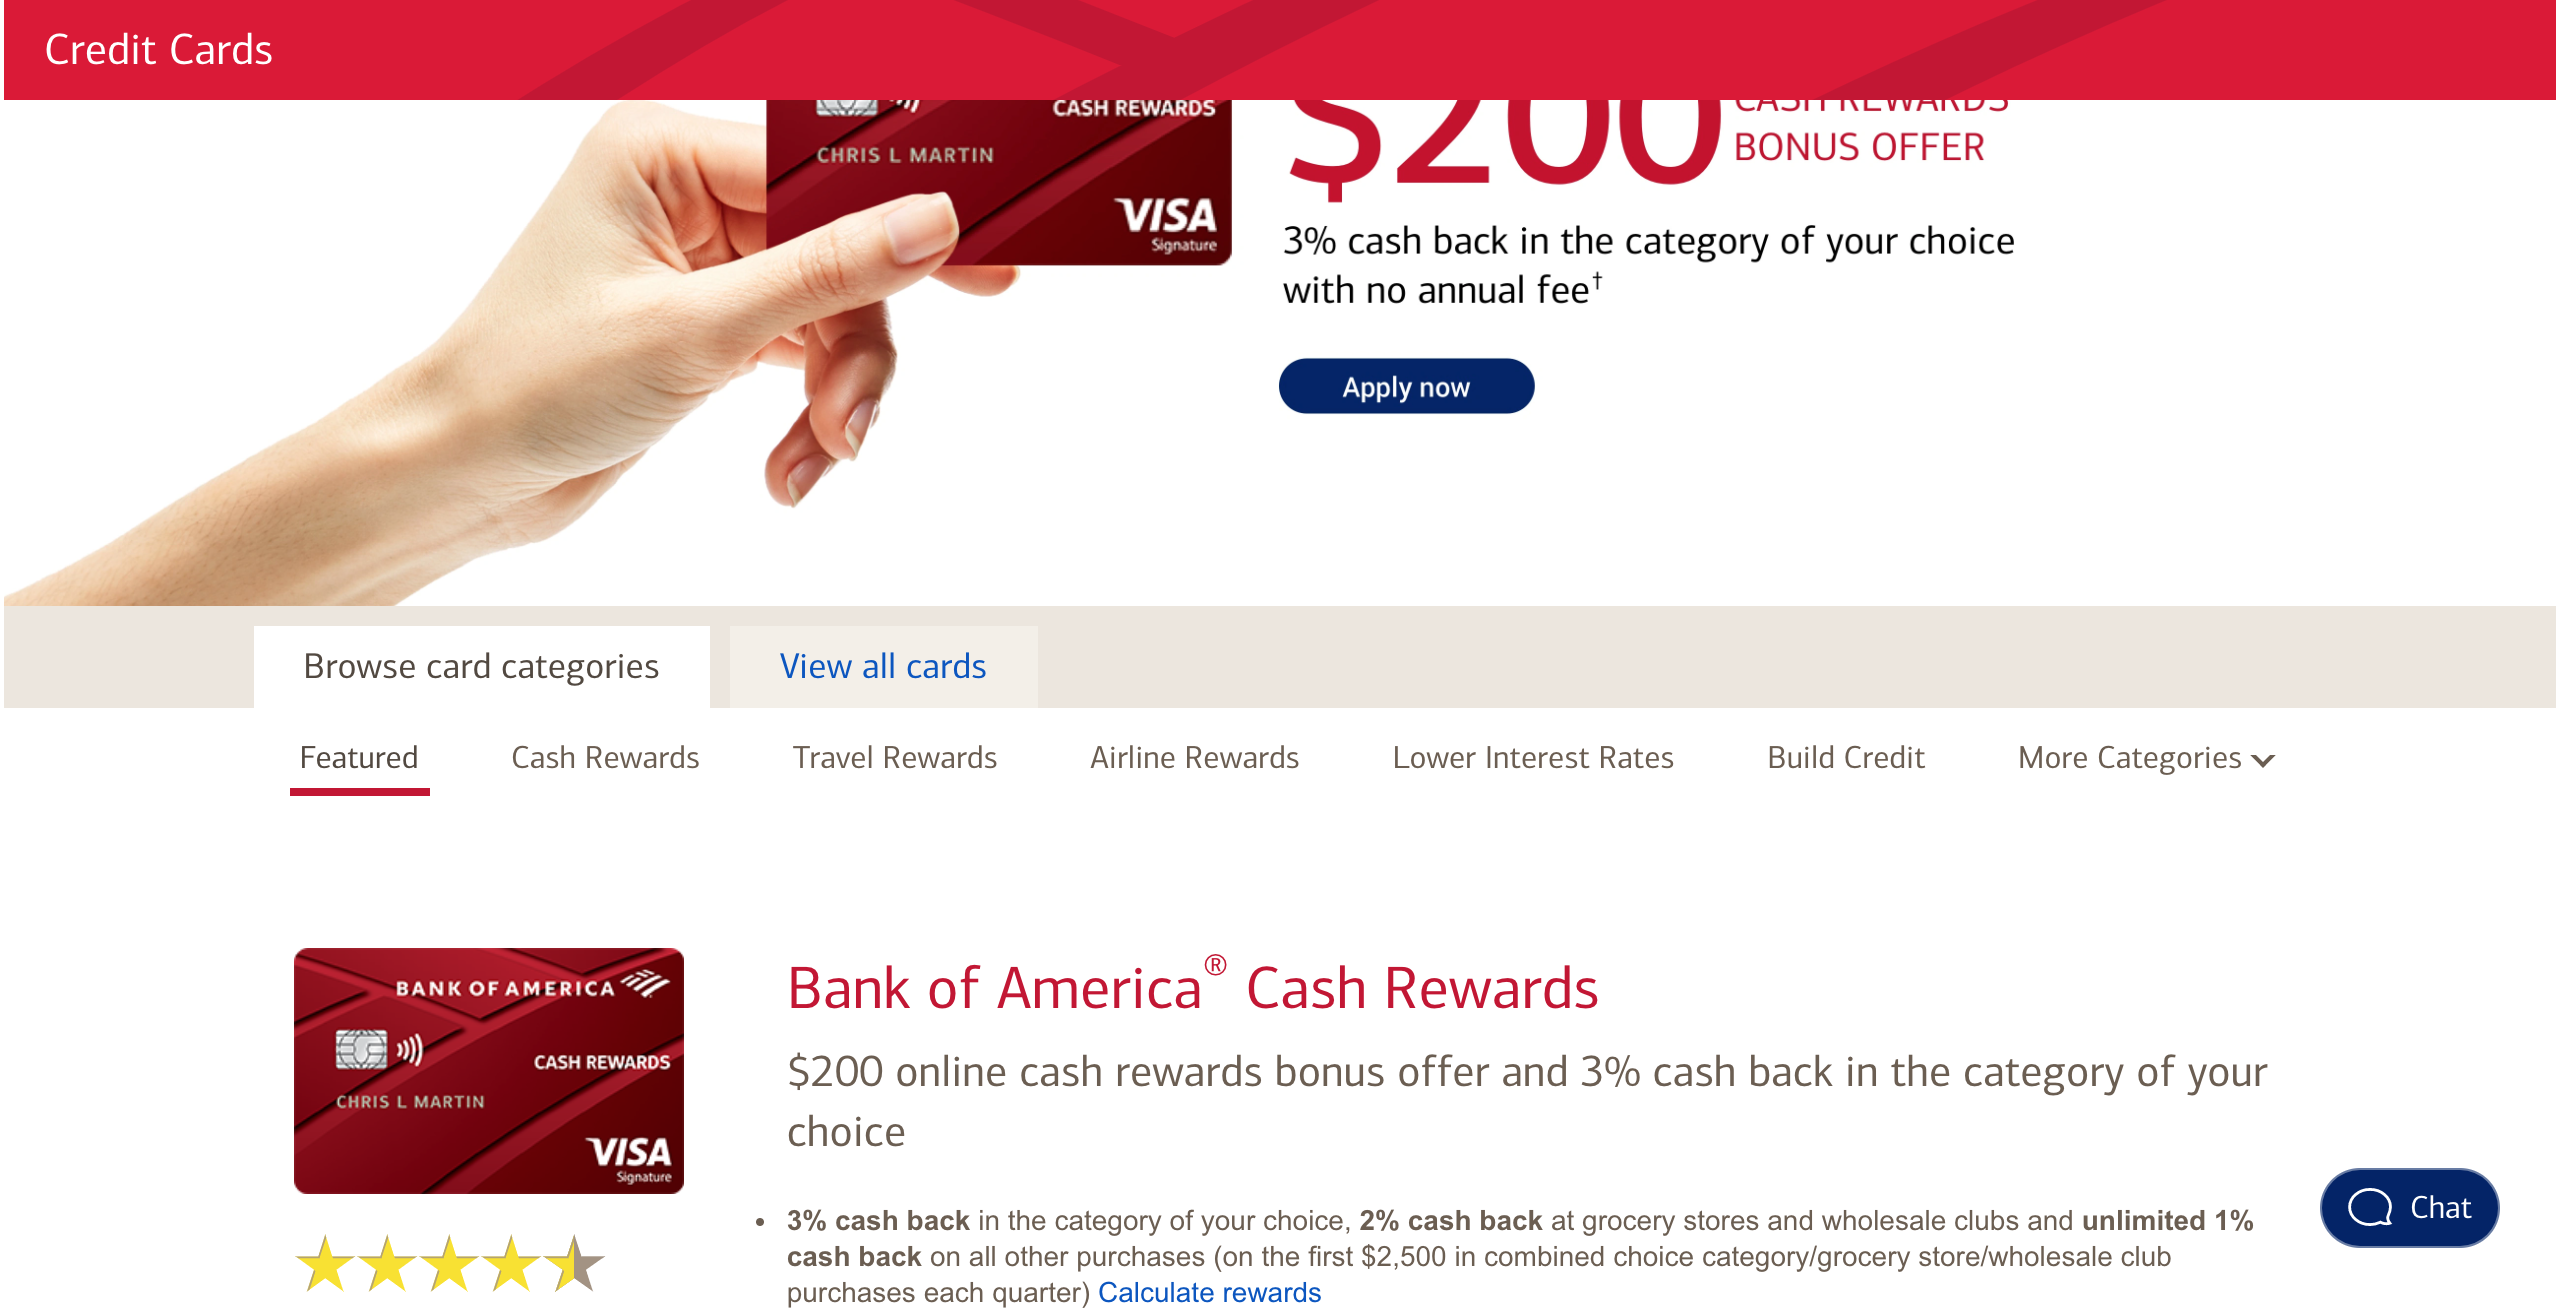 Credit Cards
CASH REWARDS
CHRIS L MARTIN
VISA
Signature
$200 CASH REWARDS
BONUS OFFER
3% cash back in the category of your choice
with no annual fee†
Apply now
Browse card categories
View all cards
Featured
Cash Rewards
Travel Rewards
Airline Rewards
Lower Interest Rates
Build Credit
More Categories
BANK OF AMERICA
CASH REWARDS
CHRIS L MARTIN
VISA
Signature
Bank of America® Cash Rewards
$200 online cash rewards bonus offer and 3% cash back in the category of your
choice
• 3% cash back in the category of your choice, 2% cash back at grocery stores and wholesale clubs and unlimited 1%
cash back on all other purchases (on the first $2,500 in combined choice category/grocery store/wholesale club
purchases each quarter) Calculate rewards
Chat